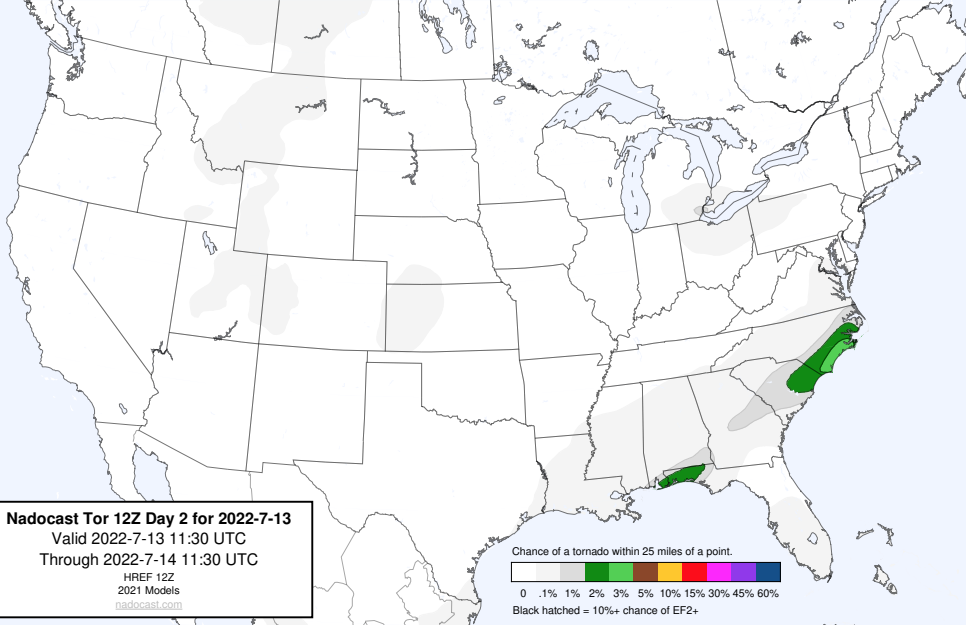 Nadocast Tor 12Z Day 2 for 2022-7-13
Valid 2022-7-13 11:30 UTC
Through 2022-7-14 11:30 UTC
HREF 12Z
2021 Models
nadocast.com
Chance of a tornado within 25 miles of a point.
0 .1% 1% 2% 3% 5% 10% 15% 30% 45% 60%
Black hatched = 10%+ chance of EF2+